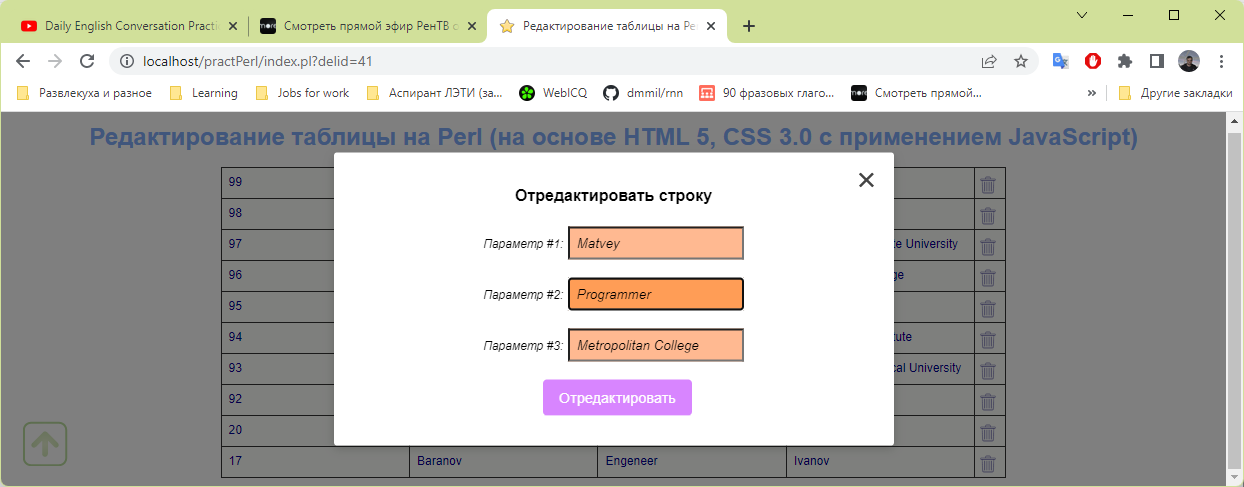 Daily English Conversation Practi
Смотреть прямой эфир РенТВ о
Редактирование таблицы на Pe
localhost/practPerl/index.pl?delid=41
Развлекуха и разное
Learning
Jobs for work
Аспирант ЛЭТИ (за...
WebICQ
dmmil/rnn
90 фразовых глаго...
more
Смотреть прямой...
»
Другие закладки
Редактирование таблицы на Perl (на основе HTML 5, CSS 3.0 с применением JavaScript)
99
98
97 te University
96 ge
95
94 tute
93 cal University
92
20
17 Baranov Engeneer Ivanov
Отредактировать строку
Параметр #1: Matvey
Параметр #2: Programmer
Параметр #3: Metropolitan College
Отредактировать